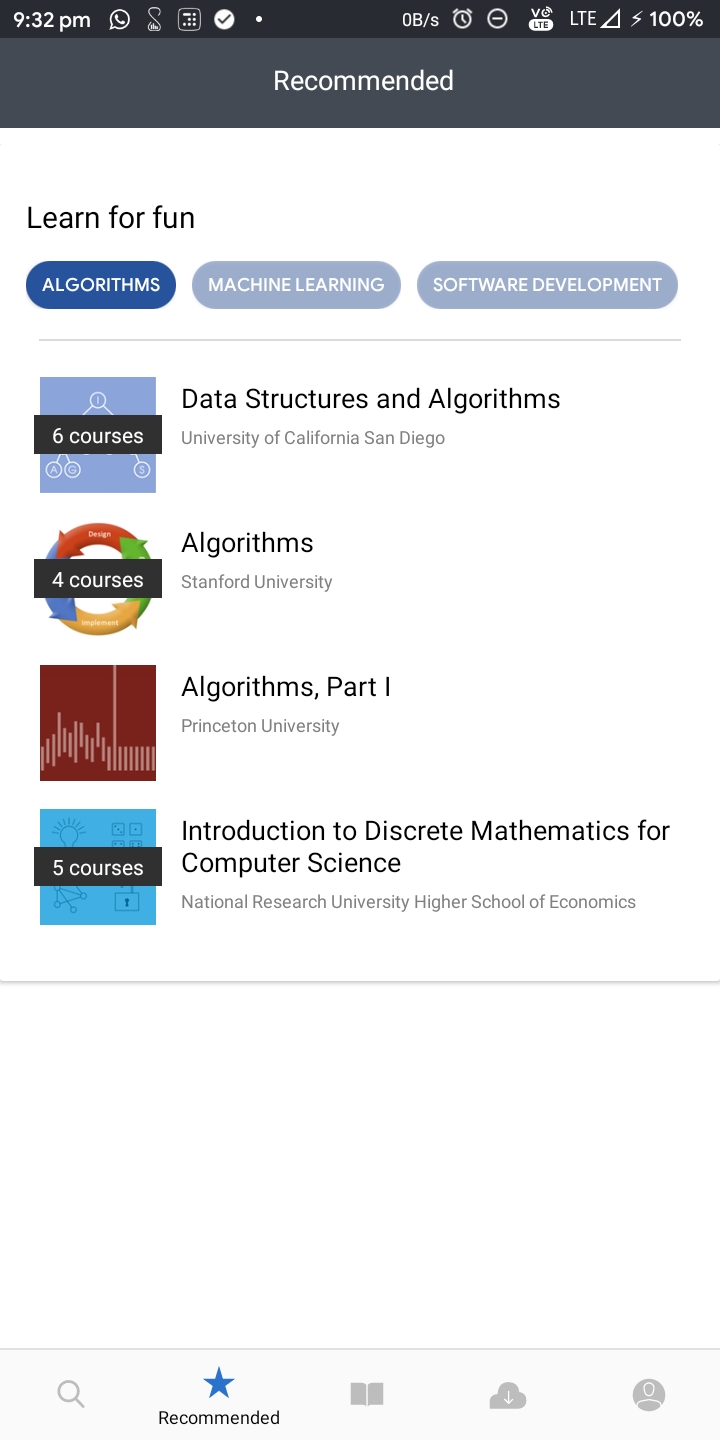 9:32 pm
0B/s
VO LTE
LTE
100%
Recommended
Learn for fun
ALGORITHMS
MACHINE LEARNING
SOFTWARE DEVELOPMENT
I
6 courses
A G S
Data Structures and Algorithms
University of California San Diego
Design
4 courses
Implement
Algorithms
Stanford University
Algorithms, Part I
Princeton University
5 courses
Introduction to Discrete Mathematics for
Computer Science
National Research University Higher School of Economics
Recommended